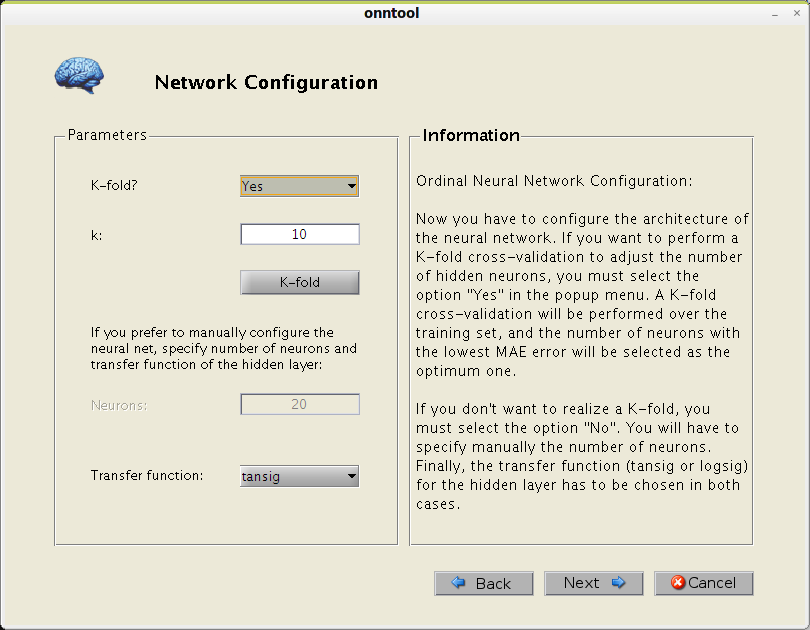 onntool
Network Configuration
Parameters
K-fold?
Yes
k:
10
K-fold
If you prefer to manually configure the
neural net, specify number of neurons and
transfer function of the hidden layer:
Neurons:
20
Transfer function:
tansig
Information
Ordinal Neural Network Configuration:
Now you have to configure the architecture of
the neural network. If you want to perform a
K-fold cross-validation to adjust the number
of hidden neurons, you must select the
option "Yes" in the popup menu. A K-fold
cross-validation will be performed over the
training set, and the number of neurons with
the lowest MAE error will be selected as the
optimum one.
If you don't want to realize a K-fold, you
must select the option "No". You will have to
specify manually the number of neurons.
Finally, the transfer function (tansig or logsig)
for the hidden layer has to be chosen in both
cases.
Back
Next
Cancel